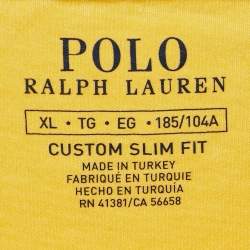 POLO
RALPH LAUREN
XL • TG • EG • 185/104A
CUSTOM SLIM FIT
MADE IN TURKEY
FABRIQUÉ EN TURQUIE
HECHO EN TURQUÍA
RN 41381/CA 56658